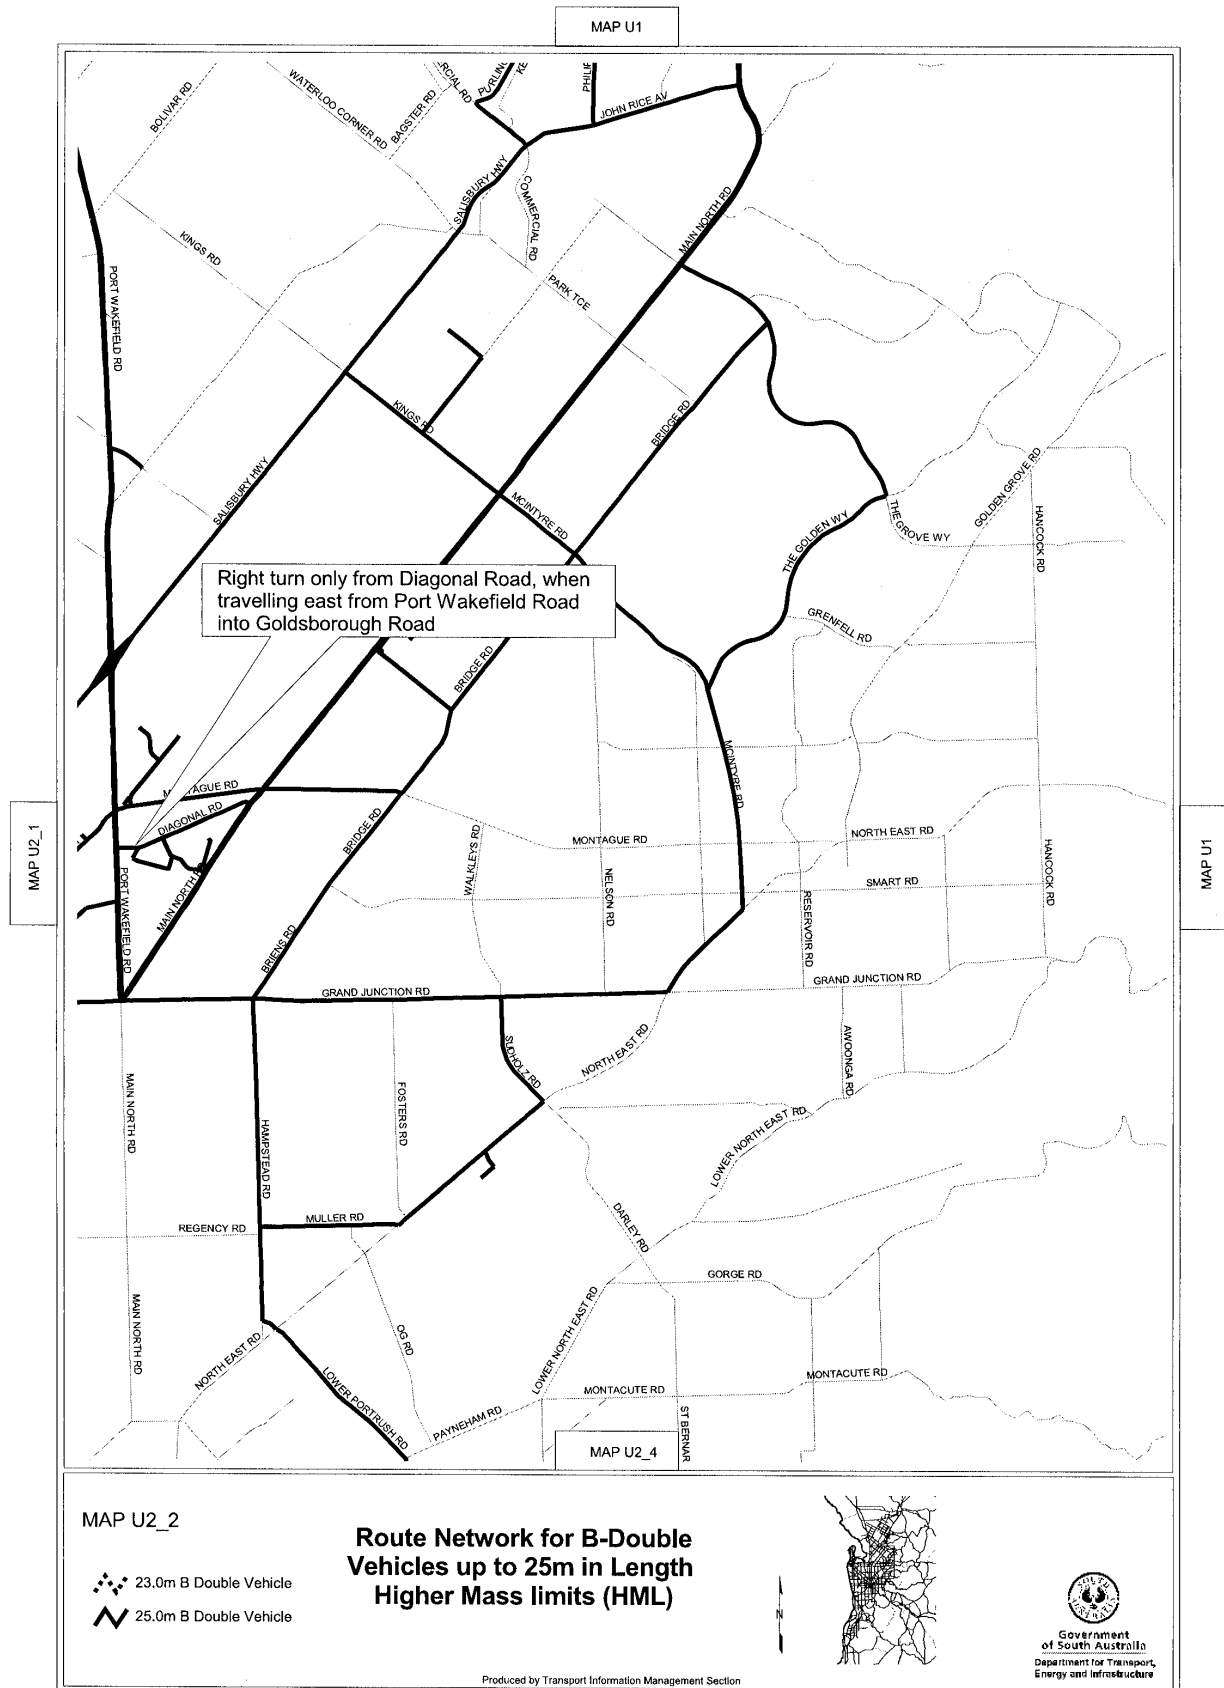 MAP U1
BOLIVAR RD
WATERLOO CORNER RD
BAGSTER RD
JOHN RICE AV
SALISBURY HWY
COMMERCIAL RD
MAIN NORTH RD
KINGS RD
PARK TCE
PORT WAKEFIELD RD
KINGS RD
BRIDGE RD
SALISBURY HWY
MCINTYRE RD
GOLDEN GROVE RD
THE GROVE WY
THE GOLDEN WY
HANCOCK RD
Right turn only from Diagonal Road, when
travelling east from Port Wakefield Road
into Goldsborough Road
GRENFELL RD
BRIDGE RD
MCINTYRE RD
MAP U2_1
MAP U1
DIAGONAL RD
BRIDGE RD
WALKLEYS RD
MONTAGUE RD
NORTH EAST RD
HANCOCK RD
SMART RD
NELSON RD
RESERVOIR RD
PORT WAKEFIELD RD
BRIENS RD
GRAND JUNCTION RD
GRAND JUNCTION RD
SUDHOLZ RD
NORTH EAST RD
AWOONGA RD
MAIN NORTH RD
FOSTERS RD
HAMPSTEAD RD
LOWER NORTH EAST RD
REGENCY RD
MULLER RD
DARLEY RD
GORGE RD
MAIN NORTH RD
NORTH EAST RD
OG RD
LOWER NORTH EAST RD
LOWER PORTRUSH RD
PAYNEHAM RD
MONTACUTE RD
MONTACUTE RD
ST BERNAR
MAP U2_4
MAP U2_2
23.0m B Double Vehicle
25.0m B Double Vehicle
Route Network for B-Double
Vehicles up to 25m in Length
Higher Mass limits (HML)
N
Government
of South Australia
Department for Transport,
Energy and Infrastructure
Produced by Transport Information Management Section